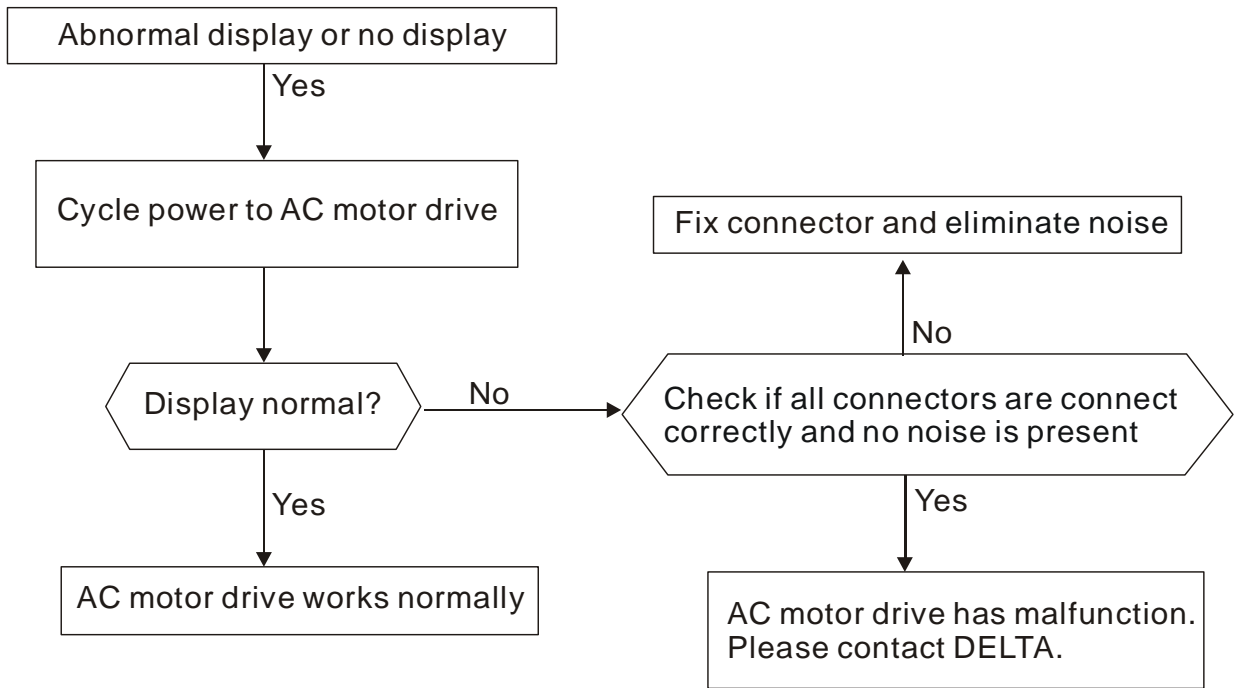 Abnormal display or no display
Yes
Cycle power to AC motor drive
Fix connector and eliminate noise
No
Display normal?
No
Check if all connectors are connect
correctly and no noise is present
Yes
Yes
AC motor drive works normally
AC motor drive has malfunction.
Please contact DELTA.